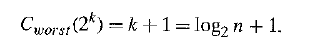 C_worst(2^k) = k + 1 = log_2 n + 1.